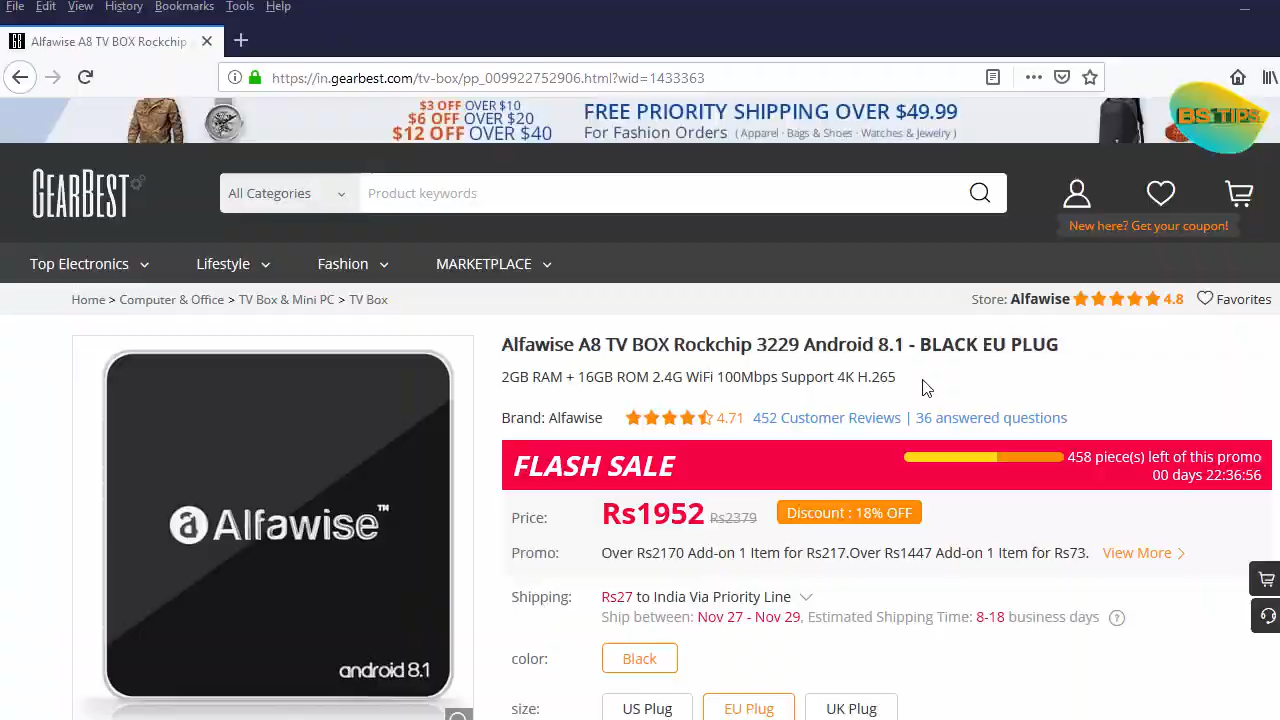 File Edit View History Bookmarks Tools Help
Alfawise A8 TV BOX Rockchip
https://in.gearbest.com/tv-box/pp_009922752906.html?wid=1433363
$3 OFF OVER $10
$6 OFF OVER $20
$12 OFF OVER $40
FREE PRIORITY SHIPPING OVER $49.99
For Fashion Orders ( Apparel · Bags & Shoes · Watches & Jewelry )
BS TIPS
GEARBEST
All Categories
Product keywords
New here? Get your coupon!
Top Electronics Lifestyle Fashion MARKETPLACE
Home > Computer & Office > TV Box & Mini PC > TV Box
Store: Alfawise 4.8 Favorites
Alfawise A8 TV BOX Rockchip 3229 Android 8.1 - BLACK EU PLUG
2GB RAM + 16GB ROM 2.4G WiFi 100Mbps Support 4K H.265
Brand: Alfawise 4.71 452 Customer Reviews | 36 answered questions
FLASH SALE
458 piece(s) left of this promo
00 days 22:36:56
Price: Rs1952 Rs2379 Discount : 18% OFF
Promo: Over Rs2170 Add-on 1 Item for Rs217.Over Rs1447 Add-on 1 Item for Rs73. View More >
Shipping: Rs27 to India Via Priority Line
Ship between: Nov 27 - Nov 29, Estimated Shipping Time: 8-18 business days ?
color: Black
size: US Plug EU Plug UK Plug
a Alfawise™
android 8.1